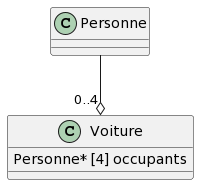 C Personne
0..4
C Voiture
Personne* [4] occupants